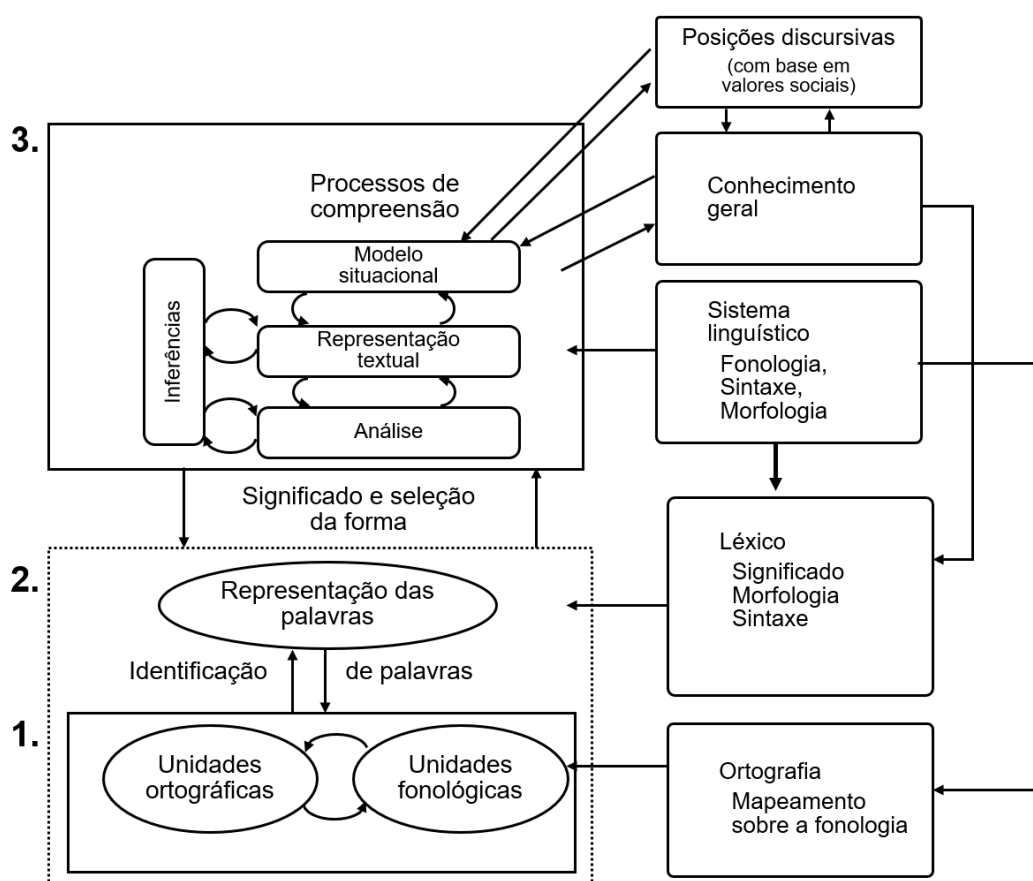 Posições discursivas
(com base em
valores sociais)
3.
Processos de
compreensão
Conhecimento
geral
Modelo
situacional
Inferências
Representação
textual
Análise
Sistema
linguístico
Fonologia,
Sintaxe,
Morfologia
Significado e seleção
da forma
2.
Representação das
palavras
Léxico
Significado
Morfologia
Sintaxe
Identificação de palavras
1.
Unidades
ortográficas
Unidades
fonológicas
Ortografia
Mapeamento
sobre a fonologia